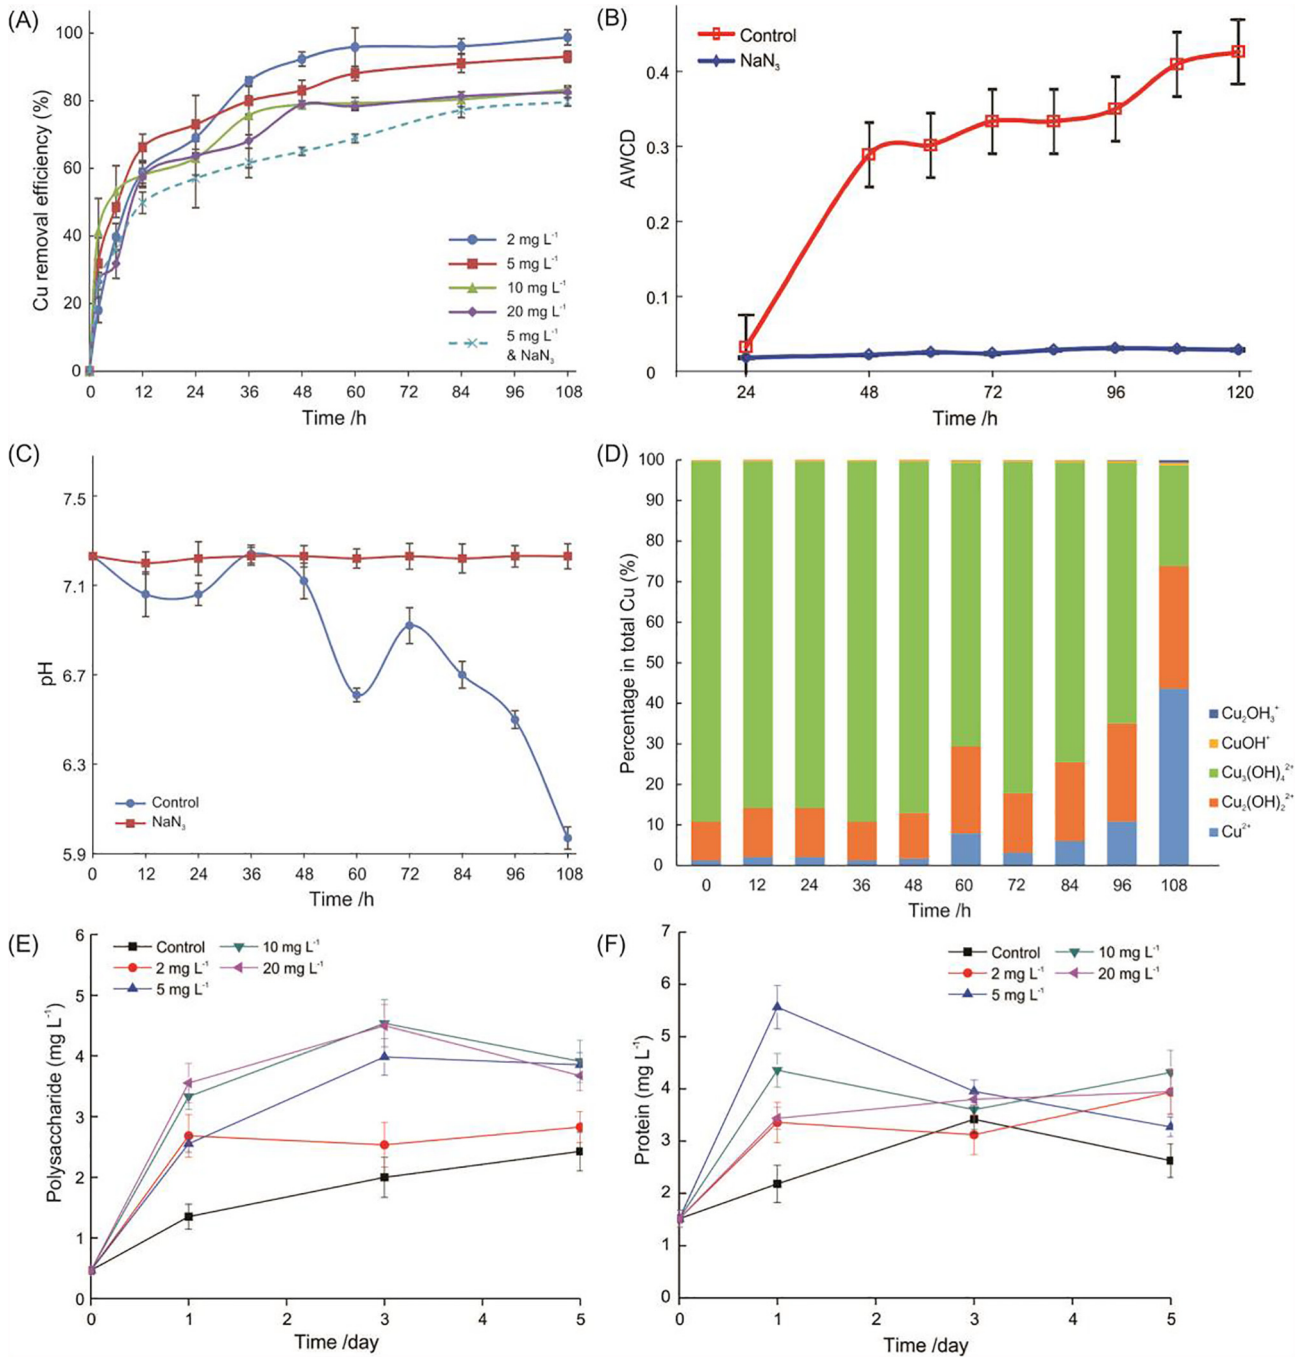 (A)
100
80
60
40
20
0
Cu removal efficiency (%)
2 mg L⁻¹
5 mg L⁻¹
10 mg L⁻¹
20 mg L⁻¹
5 mg L⁻¹
& NaN₃
0 12 24 36 48 60 72 84 96 108
Time /h
(B)
Control
NaN₃
0.4
0.3
0.2
0.1
0
AWCD
24 48 72 96 120
Time /h
(C)
7.5
7.1
6.7
6.3
5.9
pH
Control
NaN₃
0 12 24 36 48 60 72 84 96 108
Time /h
(D)
100
90
80
70
60
50
40
30
20
10
0
Percentage in total Cu (%)
Cu₂OH₃⁺
CuOH⁺
Cu₃(OH)₄²⁺
Cu₂(OH)₂²⁺
Cu²⁺
0 12 24 36 48 60 72 84 96 108
Time /h
(E)
6
5
4
3
2
1
0
Polysaccharide (mg L⁻¹)
Control 10 mg L⁻¹
2 mg L⁻¹ 20 mg L⁻¹
5 mg L⁻¹
0 1 2 3 4 5
Time /day
(F)
7
6
5
4
3
2
1
0
Protein (mg L⁻¹)
Control 10 mg L⁻¹
2 mg L⁻¹ 20 mg L⁻¹
5 mg L⁻¹
0 1 2 3 4 5
Time /day